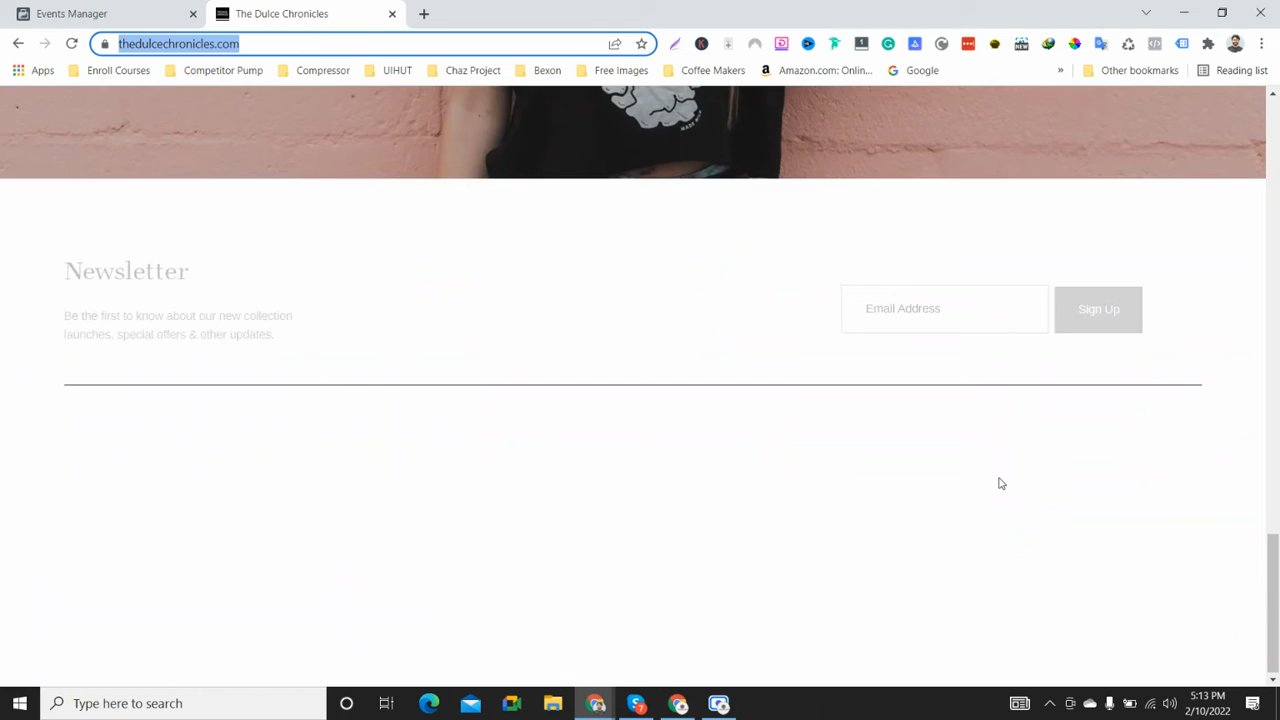 Events Manager
The Dulce Chronicles
thedulcechronicles.com
Apps
Enroll Courses
Competitor Pump
Compressor
UIHUT
Chaz Project
Bexon
Free Images
Coffee Makers
Amazon.com: Onlin...
Google
»
Other bookmarks
Reading list
Newsletter
Be the first to know about our new collection
launches, special offers & other updates.
Email Address
Sign Up
Type here to search
5:13 PM
2/10/2022